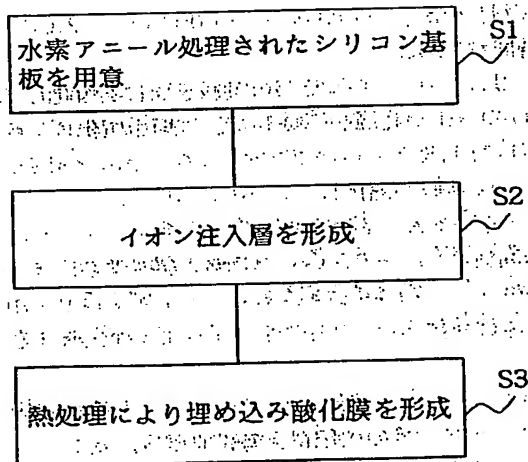 水素アニール処理されたシリコン基
板を用意
S1
イオン注入層を形成
S2
熱処理により埋め込み酸化膜を形成
S3